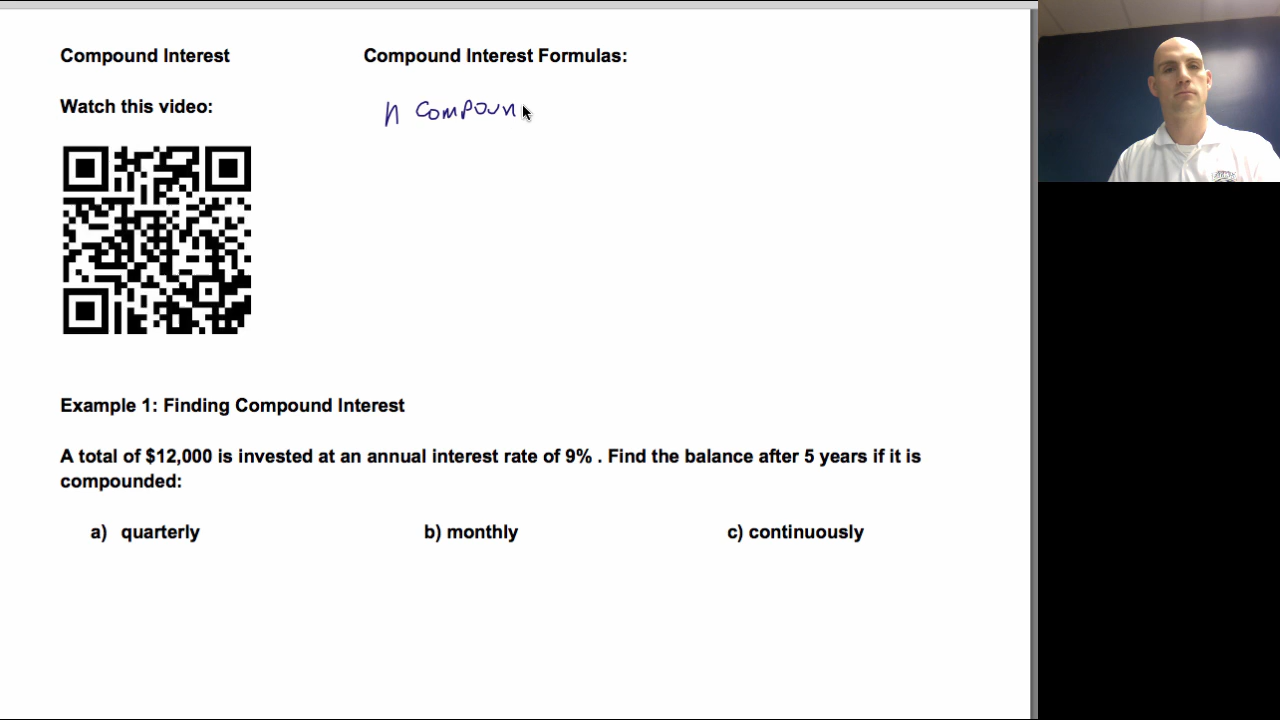 Compound Interest
Compound Interest Formulas:
Watch this video:
n Compoun
Example 1: Finding Compound Interest
A total of $12,000 is invested at an annual interest rate of 9% . Find the balance after 5 years if it is
compounded:
a) quarterly
b) monthly
c) continuously